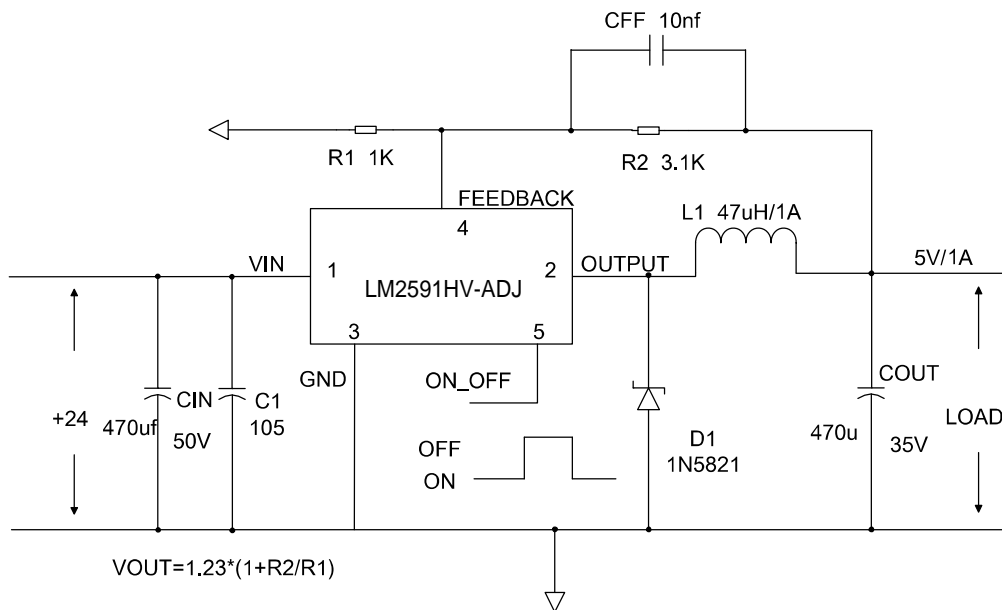 CFF 10nf
R1 1K
R2 3.1K
FEEDBACK
4
L1 47uH/1A
VIN
1
LM2591HV-ADJ
2
OUTPUT
5V/1A
3
5
GND
ON_OFF
+24
470uf
CIN
50V
C1
105
OFF
ON
D1
1N5821
COUT
470u
35V
LOAD
VOUT=1.23*(1+R2/R1)